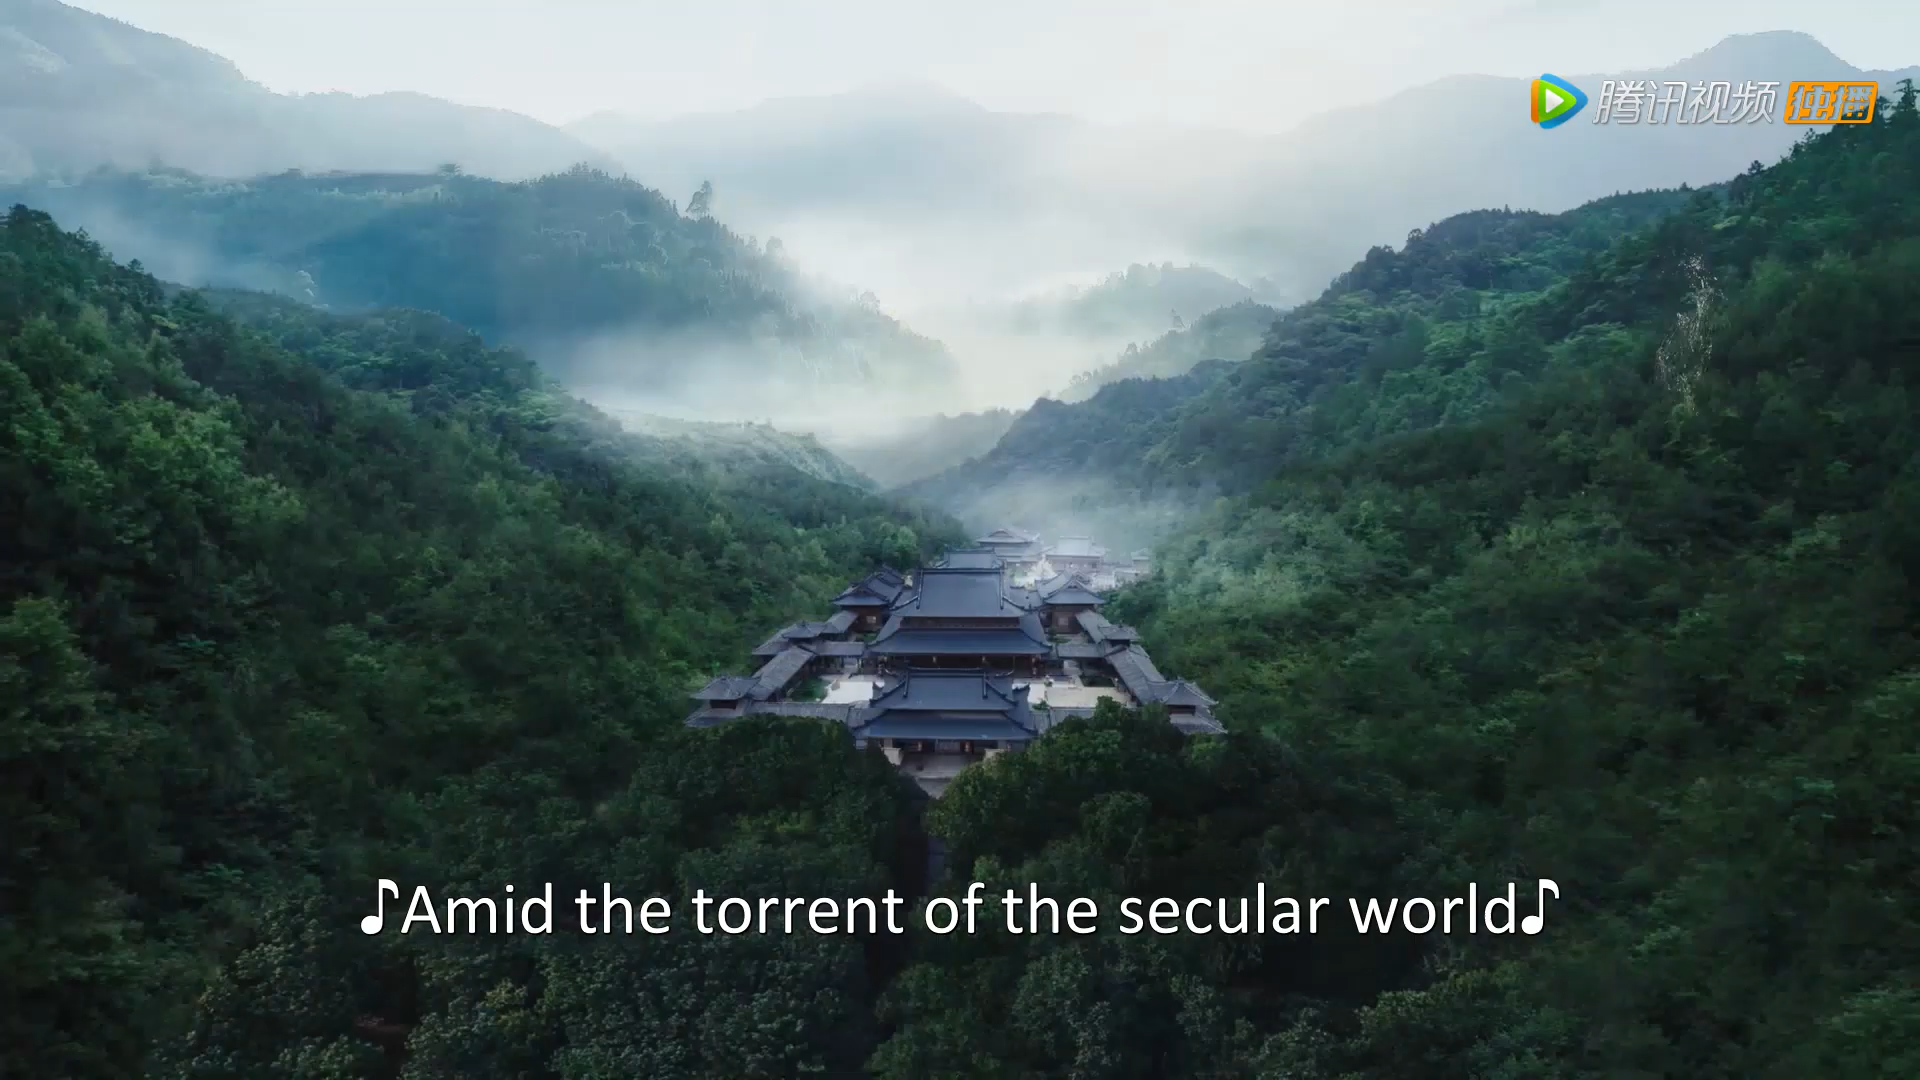 腾讯视频 独播
♪Amid the torrent of the secular world♪